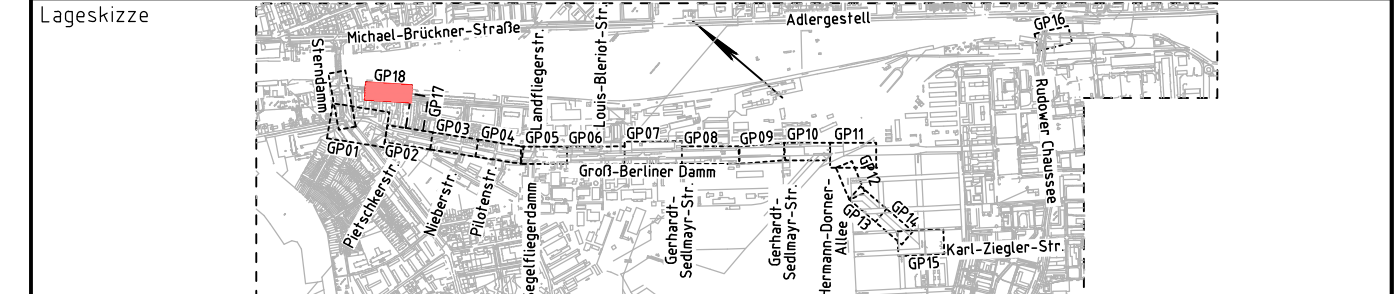 Lageskizze
Michael-Brückner-Straße
Adlergestell
GP16
Sterndamm
GP18
GP17
Landfliegerstr.
Louis-Bleriot-Str.
Rudower Chaussee
GP01
GP02
GP03
GP04
GP05
GP06
GP07
GP08
GP09
GP10
GP11
GP12
GP13
GP14
GP15
Groß-Berliner Damm
Pietschkerstr.
Nieberstr.
Pilotenstr.
Segelfliegerdamm
Gerhardt-
Sedlmayr-Str.
Gerhardt-
Sedlmayr-Str.
Hermann-Dorner-
Allee
Karl-Ziegler-Str.